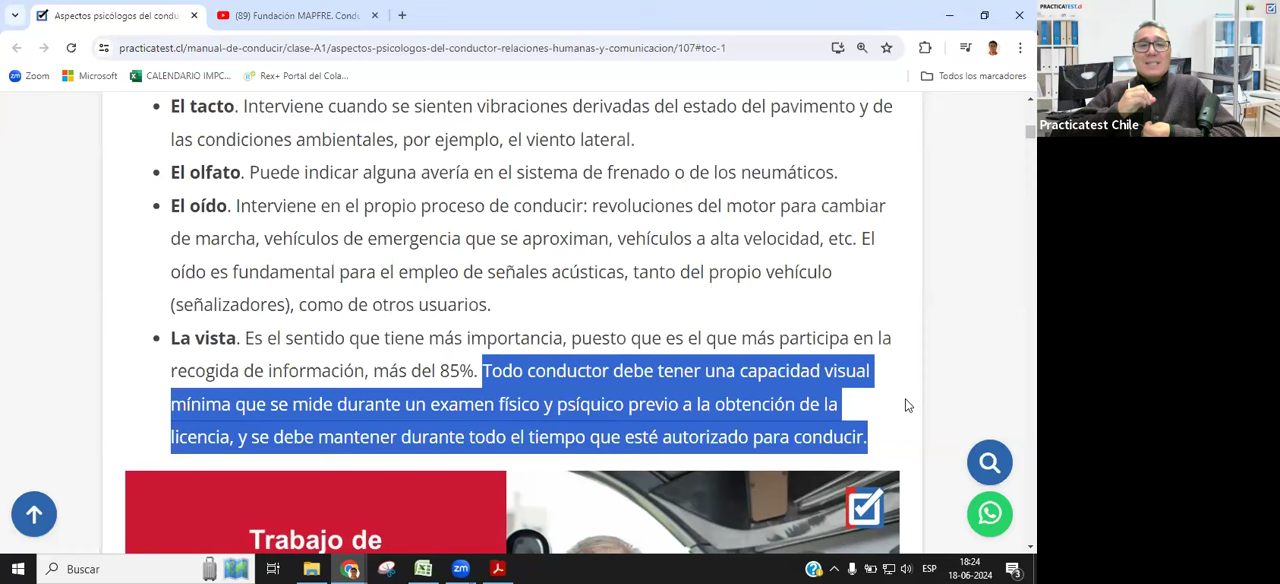 Aspectos psicólogos del condu
(89) Fundación MAPFRE. Cond
practicatest.cl/manual-de-conducir/clase-A1/aspectos-psicologos-del-conductor-relaciones-humanas-y-comunicacion/107#toc-1
Zoom
Microsoft
CALENDARIO IMPC...
Rex+ Portal del Cola...
Todos los marcadores
PRACTICATEST.cl
Practicatest Chile
El tacto. Interviene cuando se sienten vibraciones derivadas del estado del pavimento y de
las condiciones ambientales, por ejemplo, el viento lateral.
El olfato. Puede indicar alguna avería en el sistema de frenado o de los neumáticos.
El oído. Interviene en el propio proceso de conducir: revoluciones del motor para cambiar
de marcha, vehículos de emergencia que se aproximan, vehículos a alta velocidad, etc. El
oído es fundamental para el empleo de señales acústicas, tanto del propio vehículo
(señalizadores), como de otros usuarios.
La vista. Es el sentido que tiene más importancia, puesto que es el que más participa en la
recogida de información, más del 85%. Todo conductor debe tener una capacidad visual
mínima que se mide durante un examen físico y psíquico previo a la obtención de la
licencia, y se debe mantener durante todo el tiempo que esté autorizado para conducir.
Trabajo de
Buscar
ESP
18:24
18-06-2024
3